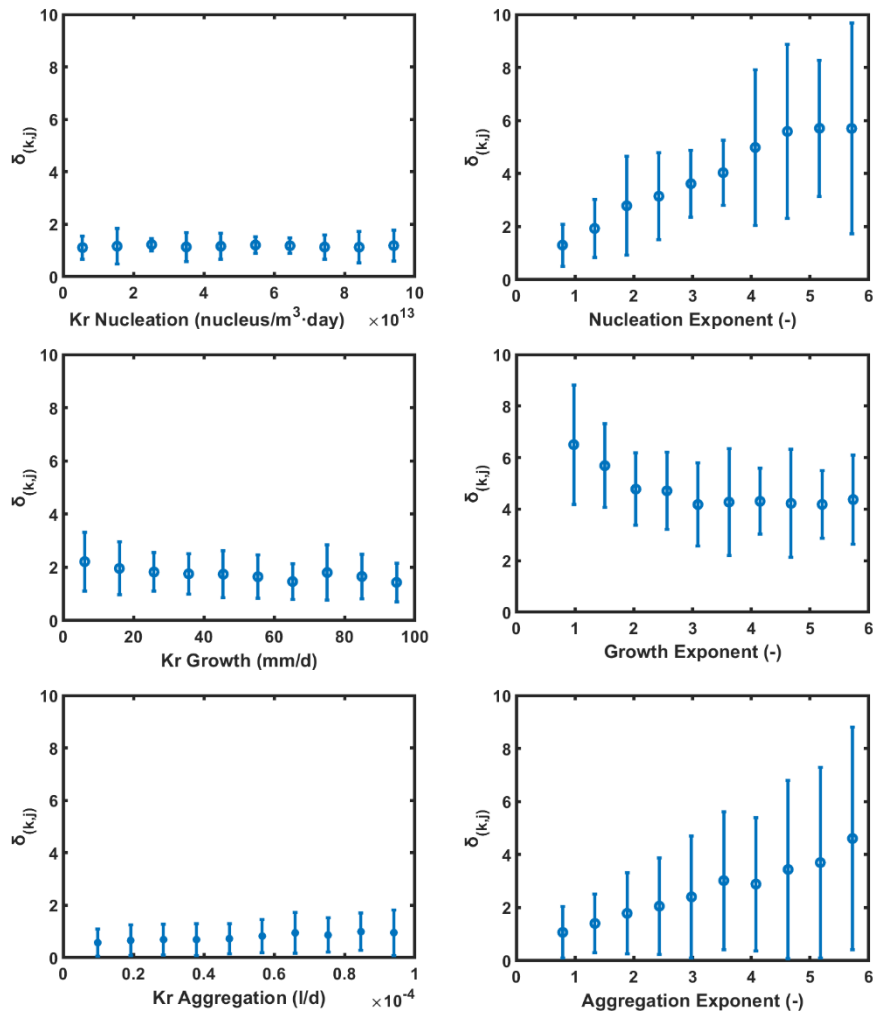 10
8
6
4
2
0
δ(k,j)
0 2 4 6 8 10
Kr Nucleation (nucleus/m³·day) ×10¹³
10
8
6
4
2
0
δ(k,j)
0 1 2 3 4 5 6
Nucleation Exponent (-)
10
8
6
4
2
0
δ(k,j)
0 20 40 60 80 100
Kr Growth (mm/d)
10
8
6
4
2
0
δ(k,j)
0 1 2 3 4 5 6
Growth Exponent (-)
10
8
6
4
2
0
δ(k,j)
0 0.2 0.4 0.6 0.8 1
Kr Aggregation (l/d) ×10⁻⁴
10
8
6
4
2
0
δ(k,j)
0 1 2 3 4 5 6
Aggregation Exponent (-)